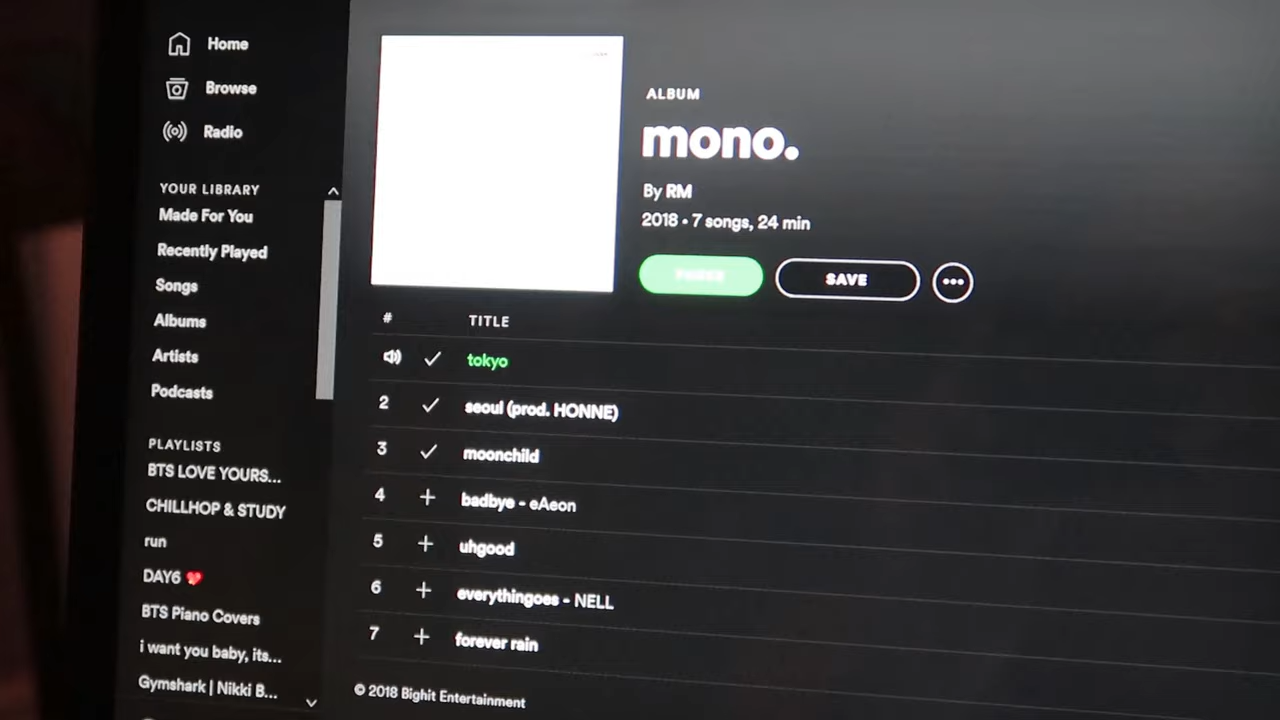 Home
Browse
Radio
YOUR LIBRARY
Made For You
Recently Played
Songs
Albums
Artists
Podcasts
PLAYLISTS
BTS LOVE YOURS...
CHILLHOP & STUDY
run
DAY6 ❤️
BTS Piano Covers
i want you baby, its...
Gymshark | Nikki B...
ALBUM
mono.
By RM
2018 • 7 songs, 24 min
PAUSE SAVE
# TITLE
tokyo
2 seoul (prod. HONNE)
3 moonchild
4 badbye - eAeon
5 uhgood
6 everythingoes - NELL
7 forever rain
© 2018 Bighit Entertainment